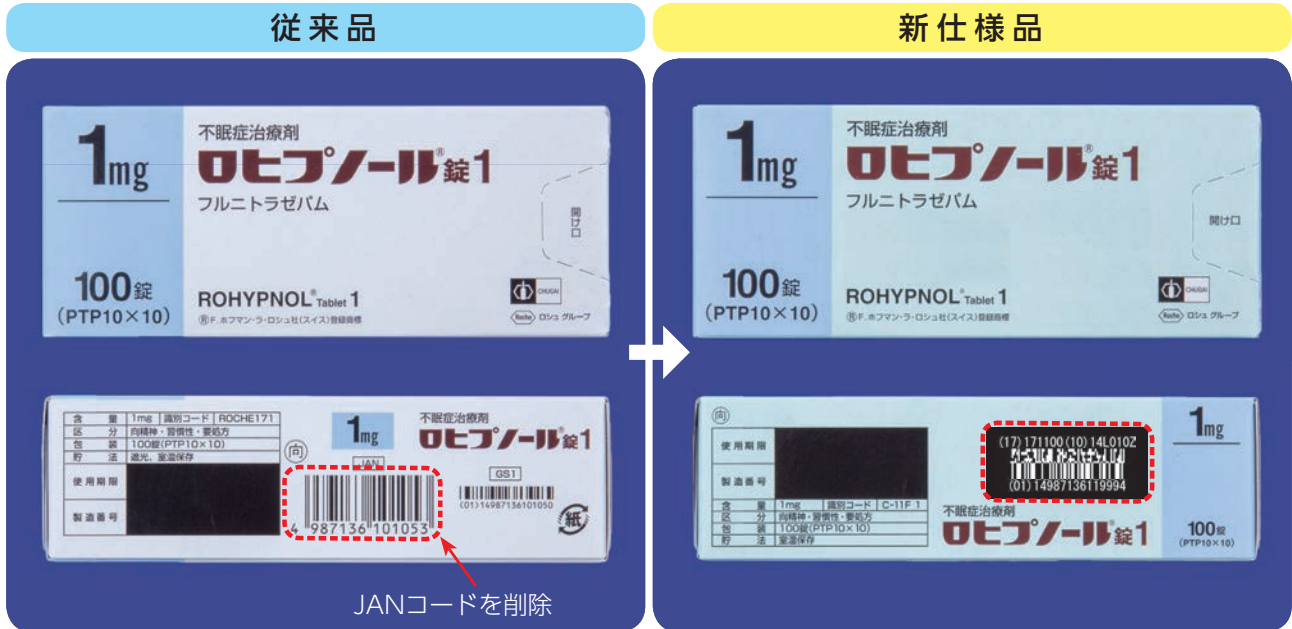 従来品
1mg
不眠症治療剤
ロヒプノール®錠1
フルニトラゼパム
開け口
100錠
(PTP10×10)
ROHYPNOL® Tablet 1
®F.ホフマン・ラ・ロシュ社(スイス)登録商標
CHUGAI
Roche ロシュ グループ
含量 1mg 識別コード ROCHE171
区分 向精神・習慣性・要処方
包装 100錠(PTP10×10)
貯法 遮光、室温保存
使用期限
製造番号
向
1mg
JAN
4 987136 101053
不眠症治療剤
ロヒプノール錠1
GS1
(01)14987136101050
紙
JANコードを削除
新仕様品
1mg
不眠症治療剤
ロヒプノール®錠1
フルニトラゼパム
開け口
100錠
(PTP10×10)
ROHYPNOL® Tablet 1
®F.ホフマン・ラ・ロシュ社(スイス)登録商標
CHUGAI
Roche ロシュ グループ
向
使用期限
製造番号
含量 1mg 識別コード C-11F 1
区分 向精神・習慣性・要処方
包装 100錠(PTP10×10)
貯法 室温保存
(17)171100(10)14L010Z
(01)14987136119994
不眠症治療剤
ロヒプノール錠1
1mg
100錠
(PTP10×10)